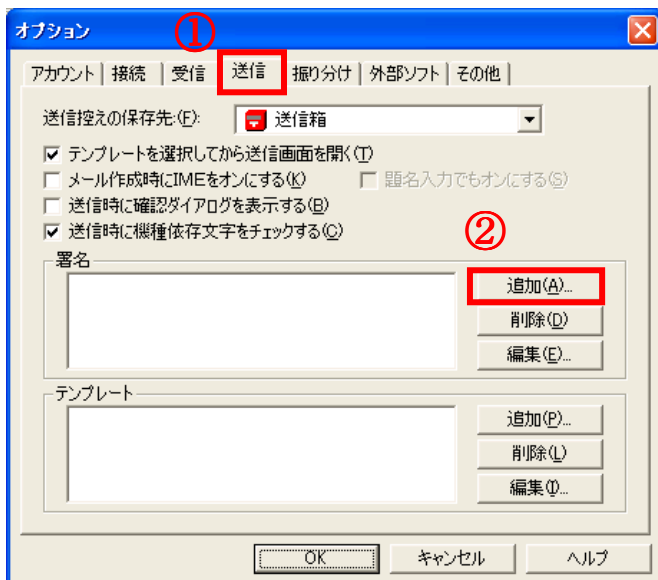 オプション ①
アカウント 接続 受信 送信 振り分け 外部ソフト その他
送信控えの保存先:(F): 送信箱
テンプレートを選択してから送信画面を開く(T)
メール作成時にIMEをオンにする(K) 題名入力でもオンにする(S)
送信時に確認ダイアログを表示する(B)
送信時に機種依存文字をチェックする(C)
②
署名
追加(A)...
削除(D)
編集(E)...
テンプレート
追加(P)...
削除(L)
編集(I)...
OK キャンセル ヘルプ